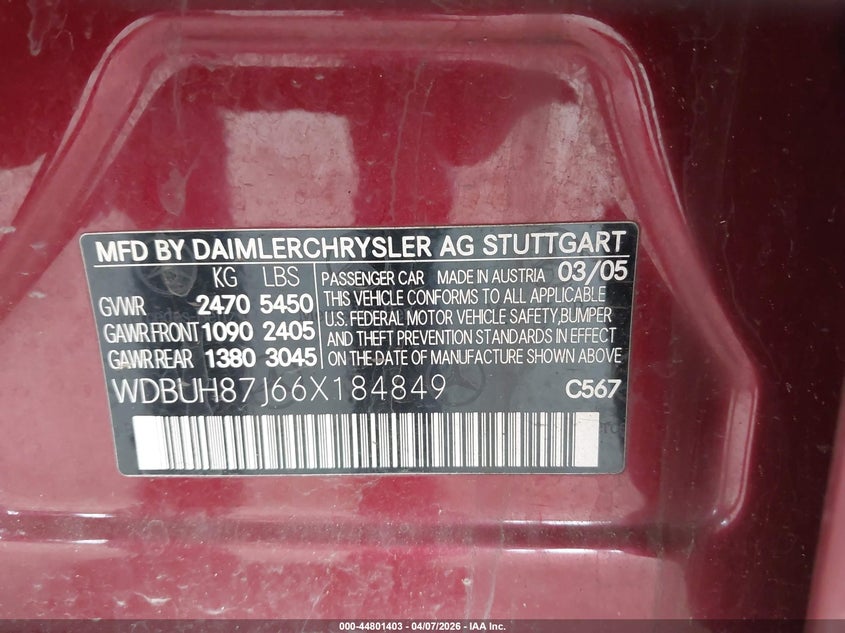 MFD BY DAIMLERCHRYSLER AG STUTTGART
KG LBS
GVWR 2470 5450
GAWR FRONT 1090 2405
GAWR REAR 1380 3045
PASSENGER CAR MADE IN AUSTRIA 03/05
THIS VEHICLE CONFORMS TO ALL APPLICABLE
U.S. FEDERAL MOTOR VEHICLE SAFETY, BUMPER
AND THEFT PREVENTION STANDARDS IN EFFECT
ON THE DATE OF MANUFACTURE SHOWN ABOVE
WDBUH87J66X184849 C567
000-44801403 - 04/07/2026 - IAA Inc.